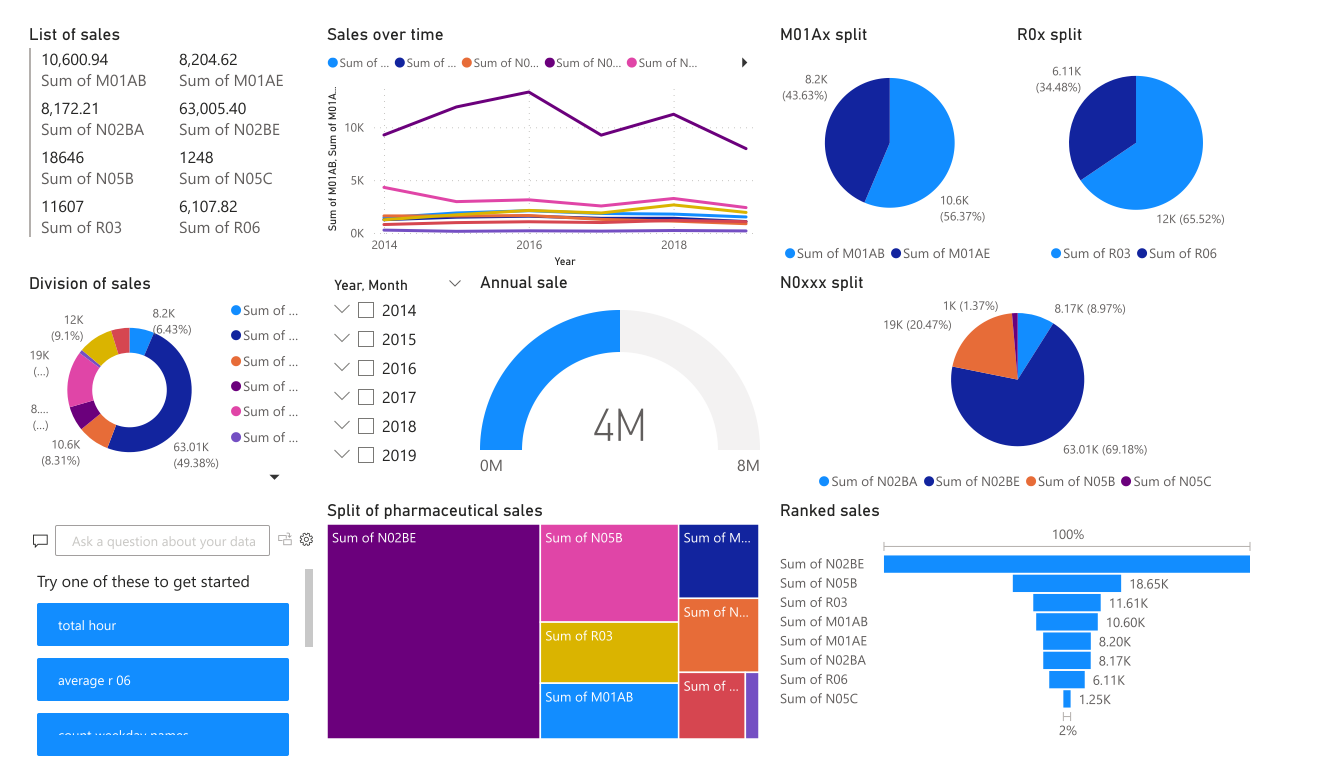 List of sales
10,600.94 8,204.62
Sum of M01AB Sum of M01AE
8,172.21 63,005.40
Sum of N02BA Sum of N02BE
18646 1248
Sum of N05B Sum of N05C
11607 6,107.82
Sum of R03 Sum of R06
Sales over time
Sum of ... Sum of ... Sum of N0... Sum of N0... Sum of N...
Sum of M01AB, Sum of M01A...
10K
5K
0K
2014 2016 2018
Year
M01Ax split
8.2K
(43.63%)
10.6K
(56.37%)
Sum of M01AB Sum of M01AE
R0x split
6.11K
(34.48%)
12K (65.52%)
Sum of R03 Sum of R06
Division of sales
12K
(9.1%)
8.2K
(6.43%)
19K
(...)
8....
(...)
10.6K
(8.31%)
63.01K
(49.38%)
Sum of ...
Sum of ...
Sum of ...
Sum of ...
Sum of ...
Sum of ...
Year, Month
2014
2015
2016
2017
2018
2019
Annual sale
4M
0M 8M
N0xxx split
1K (1.37%)
8.17K (8.97%)
19K (20.47%)
63.01K (69.18%)
Sum of N02BA Sum of N02BE Sum of N05B Sum of N05C
Ask a question about your data
Try one of these to get started
total hour
average r 06
count weekday names
Split of pharmaceutical sales
Sum of N02BE
Sum of N05B
Sum of R03
Sum of M01AB
Sum of M...
Sum of N...
Sum of ...
Ranked sales
100%
Sum of N02BE
Sum of N05B 18.65K
Sum of R03 11.61K
Sum of M01AB 10.60K
Sum of M01AE 8.20K
Sum of N02BA 8.17K
Sum of R06 6.11K
Sum of N05C 1.25K
2%